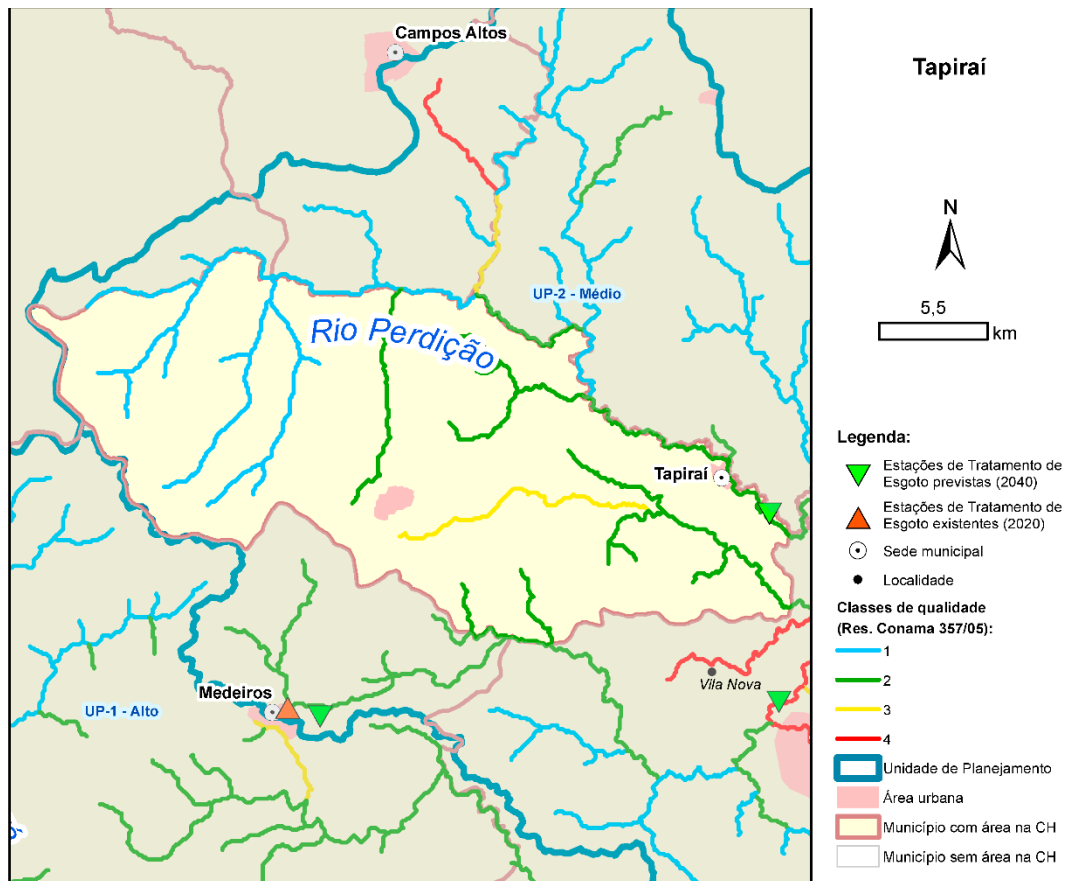 Campos Altos
Tapiraí
N
UP-2 - Médio
5,5
km
Rio Perdição
Legenda:
Tapiraí
Estações de Tratamento de
Esgoto previstas (2040)
Estações de Tratamento de
Esgoto existentes (2020)
Sede municipal
Localidade
Classes de qualidade
(Res. Conama 357/05):
1
2
Vila Nova
3
Medeiros
UP-1 - Alto
4
Unidade de Planejamento
Área urbana
Município com área na CH
Município sem área na CH